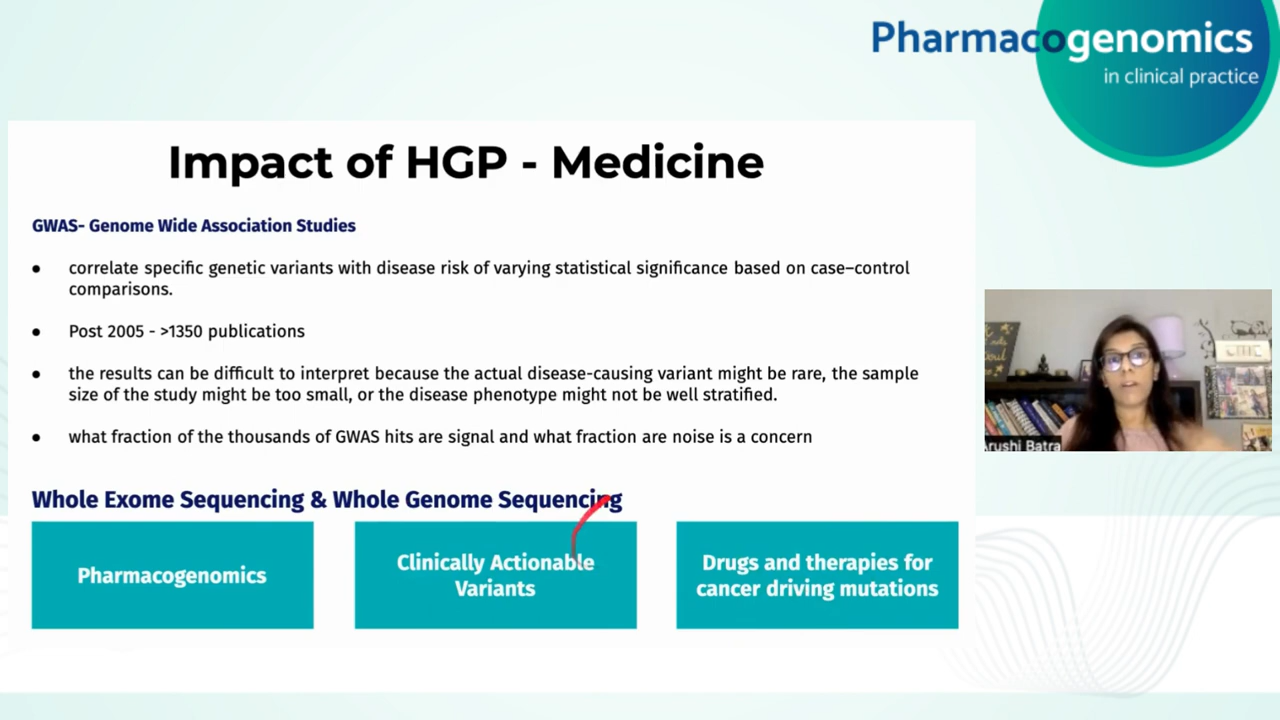 Pharmacogenomics
in clinical practice
Impact of HGP - Medicine
GWAS- Genome Wide Association Studies
● correlate specific genetic variants with disease risk of varying statistical significance based on case–control
comparisons.
● Post 2005 - >1350 publications
● the results can be difficult to interpret because the actual disease-causing variant might be rare, the sample
size of the study might be too small, or the disease phenotype might not be well stratified.
● what fraction of the thousands of GWAS hits are signal and what fraction are noise is a concern
Whole Exome Sequencing & Whole Genome Sequencing
Pharmacogenomics
Clinically Actionable
Variants
Drugs and therapies for
cancer driving mutations
Arushi Batra